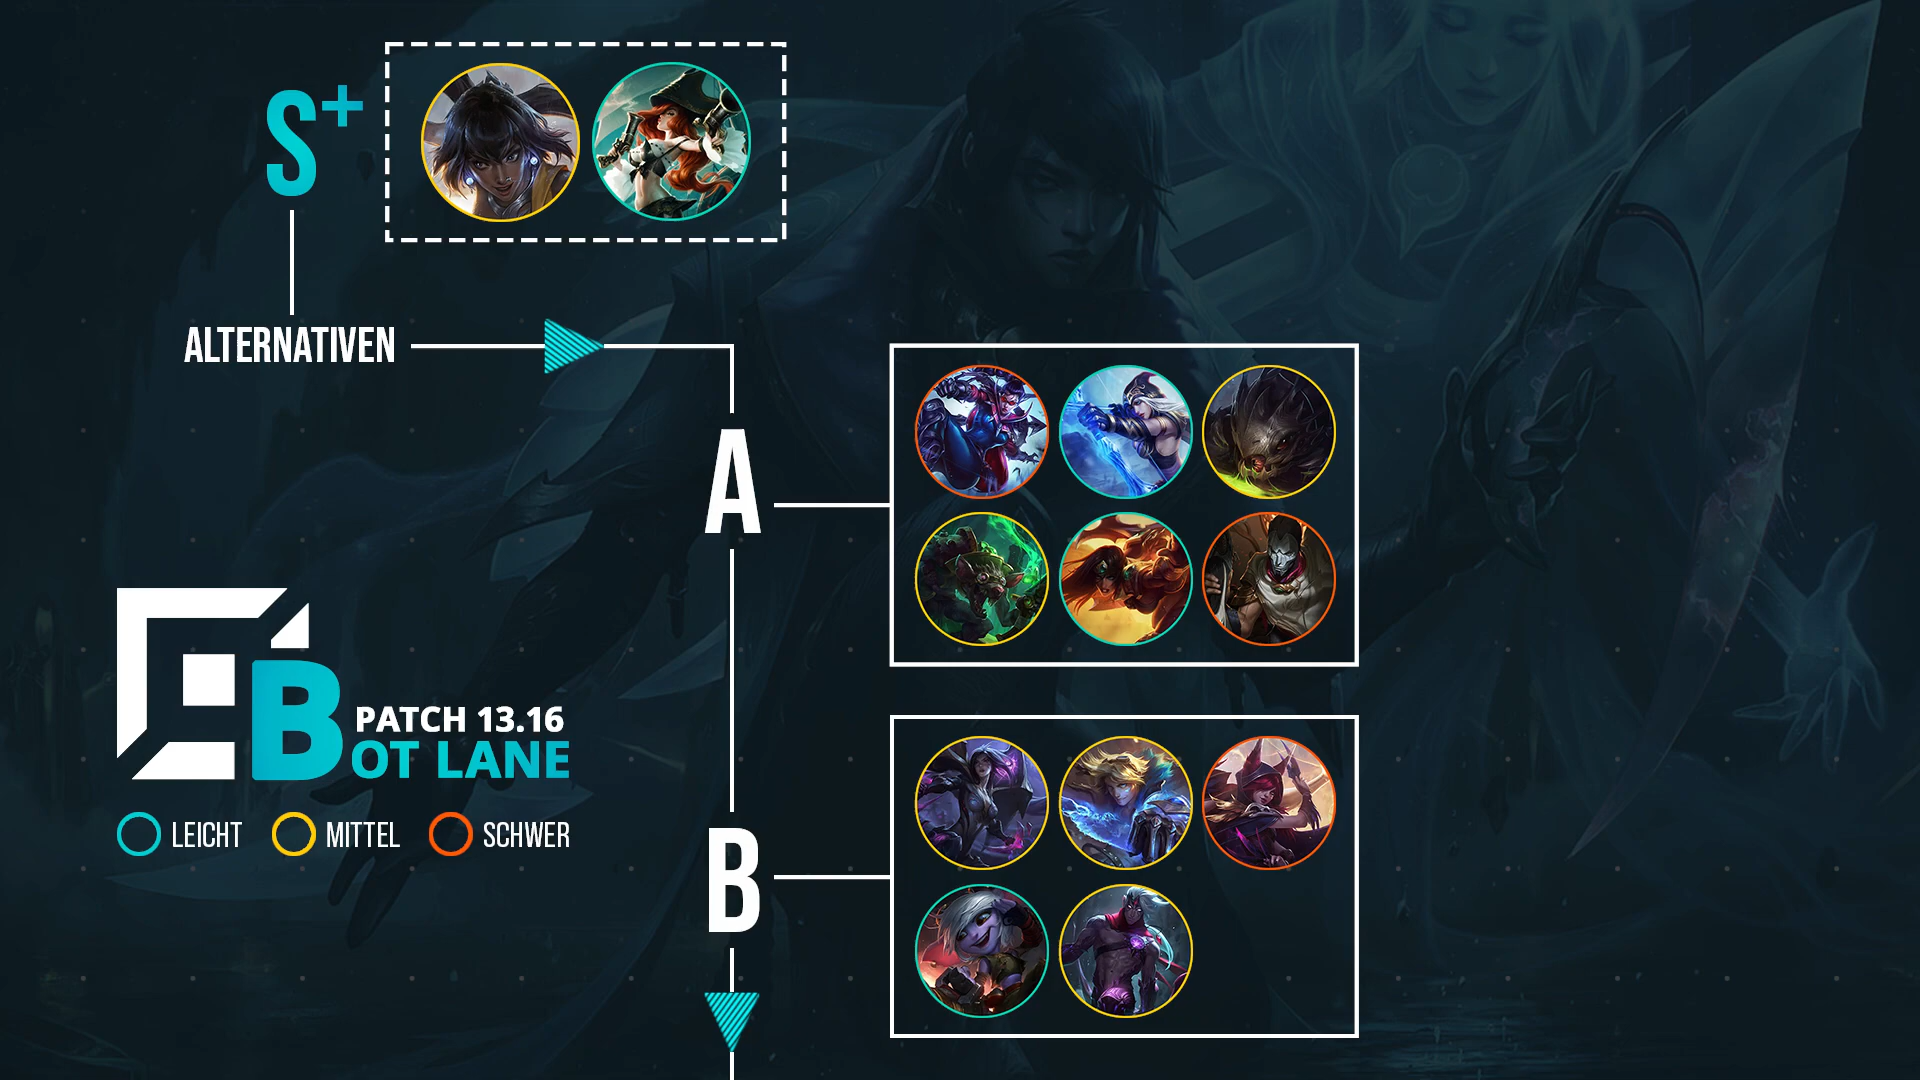 S+
ALTERNATIVEN
A
PATCH 13.16
BOT LANE
LEICHT
MITTEL
SCHWER
B